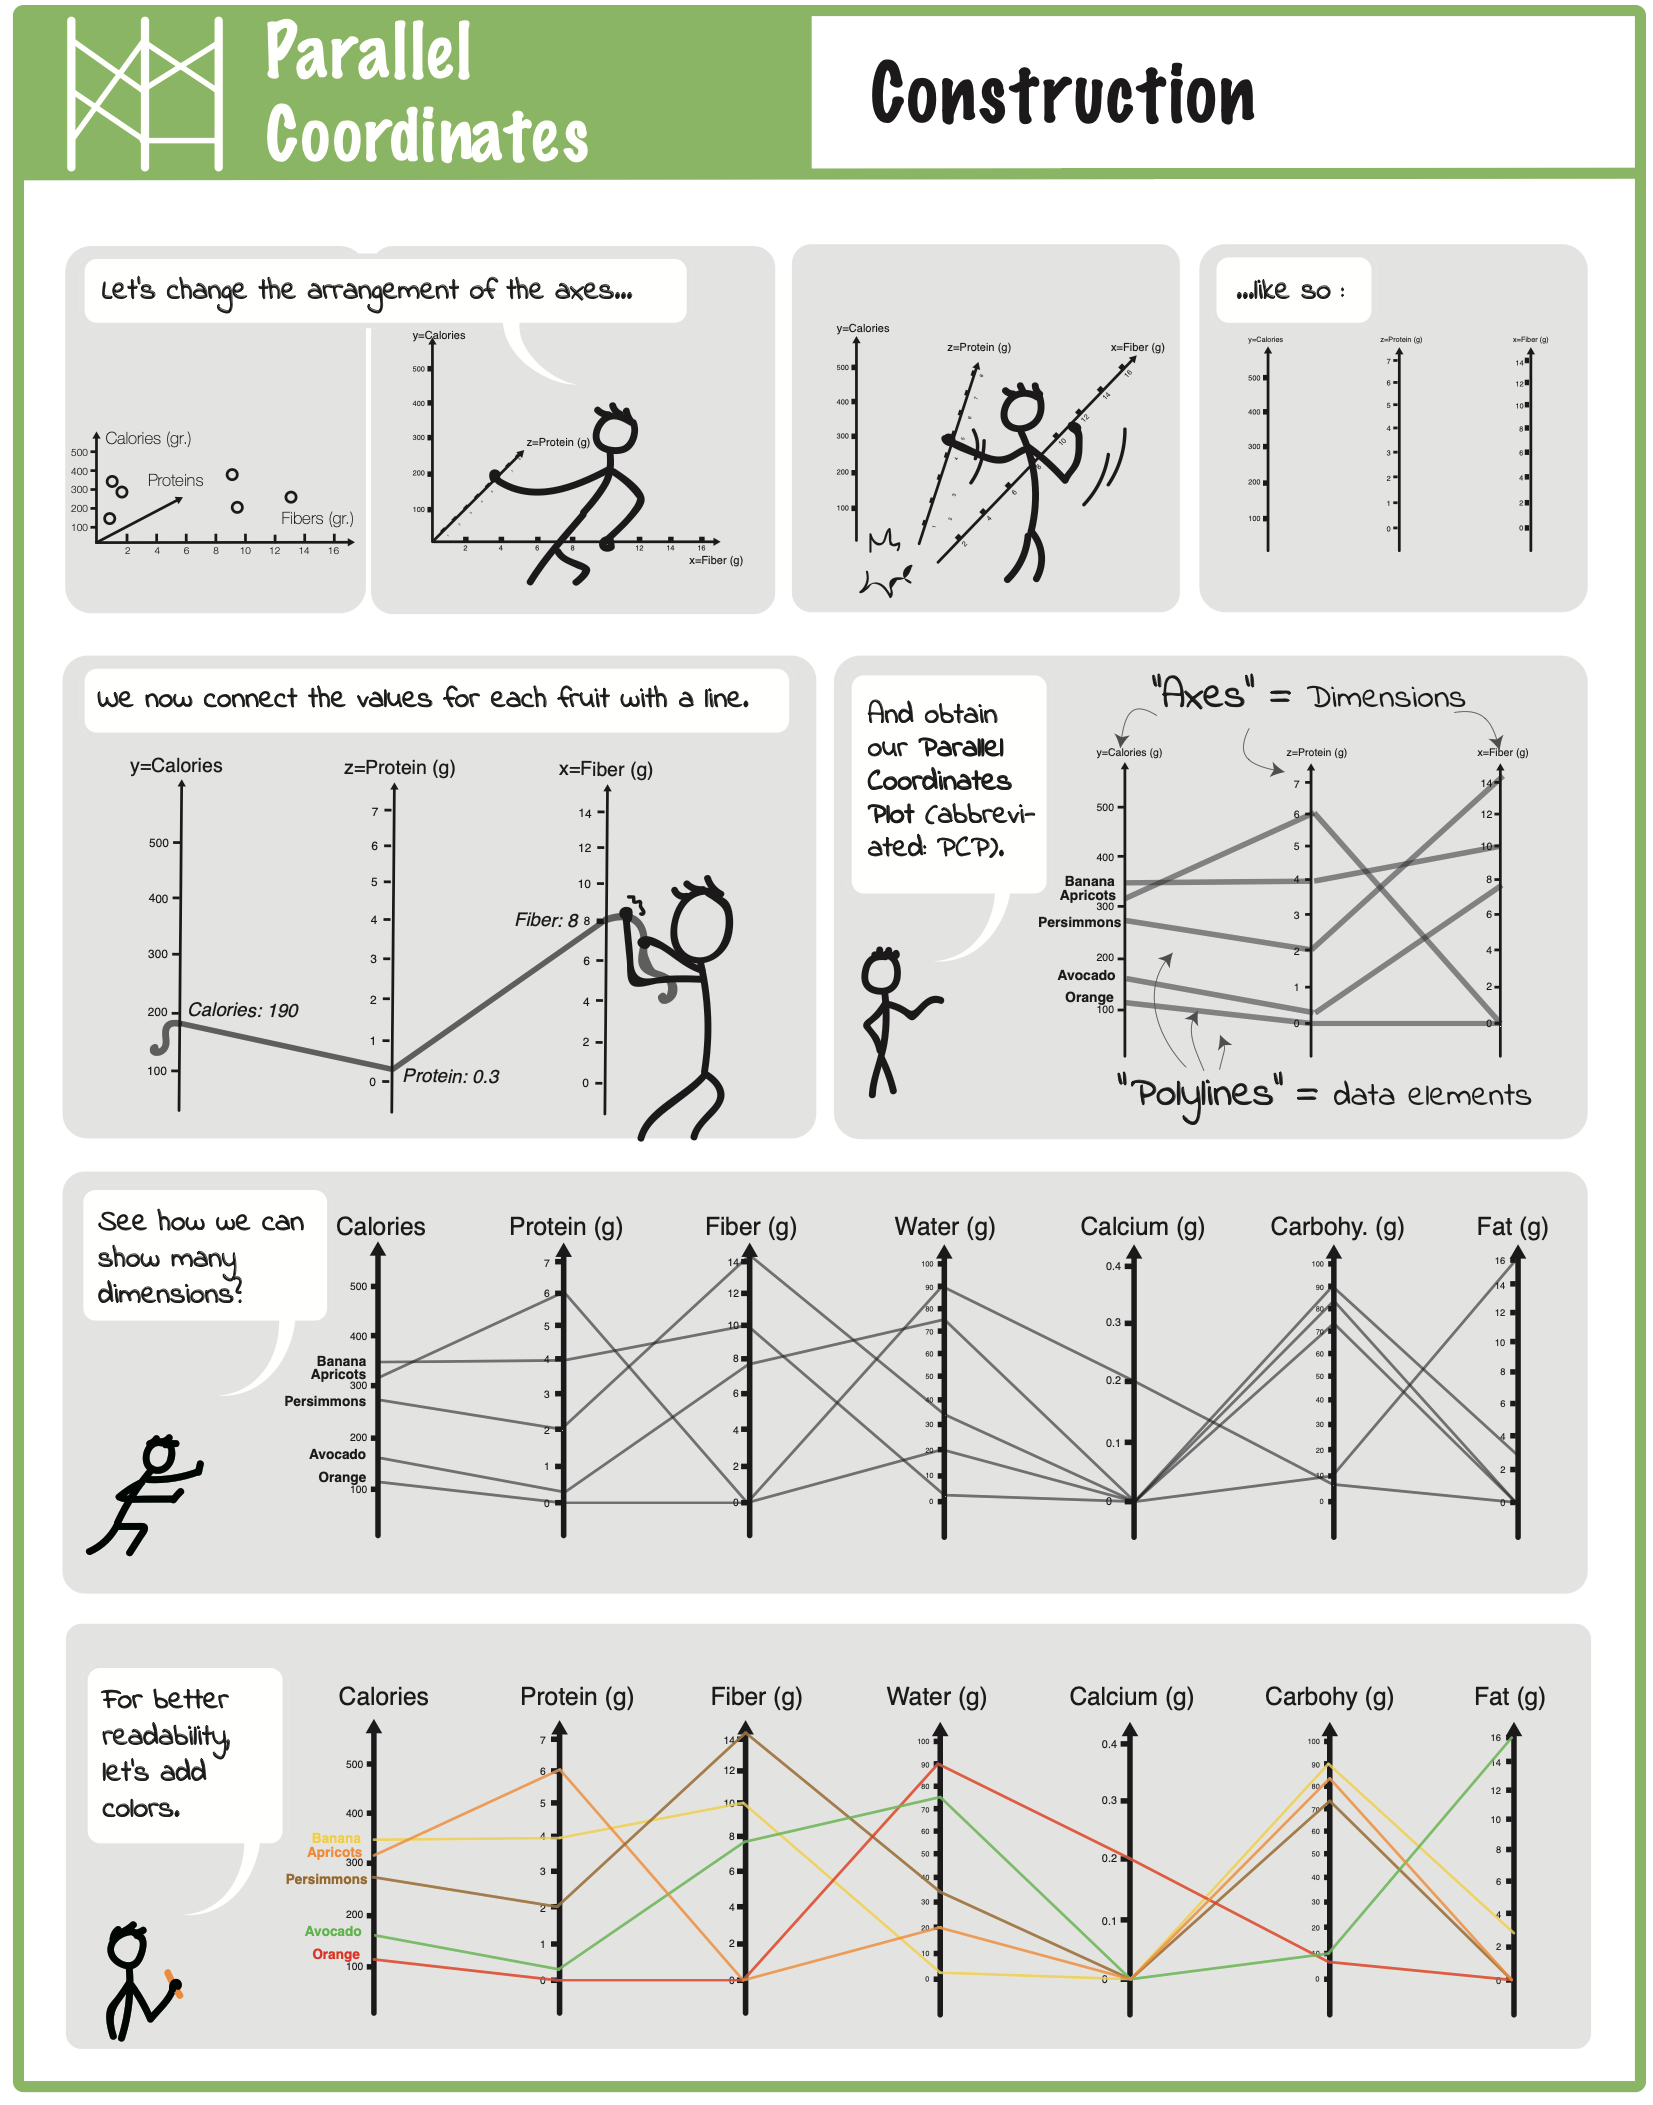 Parallel
Coordinates
Construction
Let's change the arrangement of the axes...
Calories (gr.)
500
400
300
200
100
Proteins
Fibers (gr.)
2 4 6 8 10 12 14 16
y=Calories
500
400
300
200
100
z=Protein (g)
2 4 6 8 12 14 16
x=Fiber (g)
y=Calories
500
400
300
200
100
z=Protein (g)
x=Fiber (g)
2 4 6 8 10 12 14 16
...like so :
y=Calories
500
400
300
200
100
z=Protein (g)
7
6
5
4
3
2
1
0
x=Fiber (g)
14
12
10
8
6
4
2
0
We now connect the values for each fruit with a line.
y=Calories
500
400
300
200
100
Calories: 190
z=Protein (g)
7
6
5
4
3
2
1
0
Protein: 0.3
x=Fiber (g)
14
12
10
8
6
4
2
0
Fiber: 8
And obtain
our Parallel
Coordinates
Plot (abbrevi-
ated: PCP).
"Axes" = Dimensions
y=Calories (g)
500
400
Banana
Apricots
300
Persimmons
200
Avocado
Orange
100
z=Protein (g)
7
6
5
4
3
2
1
0
x=Fiber (g)
14
12
10
8
6
4
2
0
"Polylines" = data elements
See how we can
show many
dimensions?
Calories
500
400
Banana
Apricots
300
Persimmons
200
Avocado
Orange
100
Protein (g)
7
6
5
4
3
2
1
0
Fiber (g)
14
12
10
8
6
4
2
0
Water (g)
100
90
80
70
60
50
40
30
20
10
0
Calcium (g)
0.4
0.3
0.2
0.1
0
Carbohy. (g)
100
90
80
70
60
50
40
30
20
10
0
Fat (g)
16
14
12
10
8
6
4
2
0
For better
readability,
let's add
colors.
Calories
500
400
Banana
Apricots
300
Persimmons
200
Avocado
Orange
100
Protein (g)
7
6
5
4
3
2
1
0
Fiber (g)
14
12
10
8
6
4
2
0
Water (g)
100
90
80
70
60
50
40
30
20
10
0
Calcium (g)
0.4
0.3
0.2
0.1
0
Carbohy (g)
100
90
80
70
60
50
40
30
20
10
0
Fat (g)
16
14
12
10
8
6
4
2
0